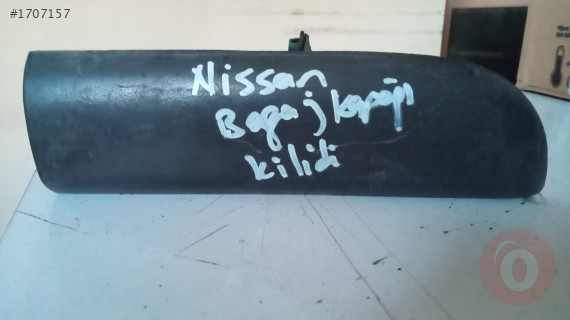 #1707157
Nissan
Bagaj kapağı
kilidi